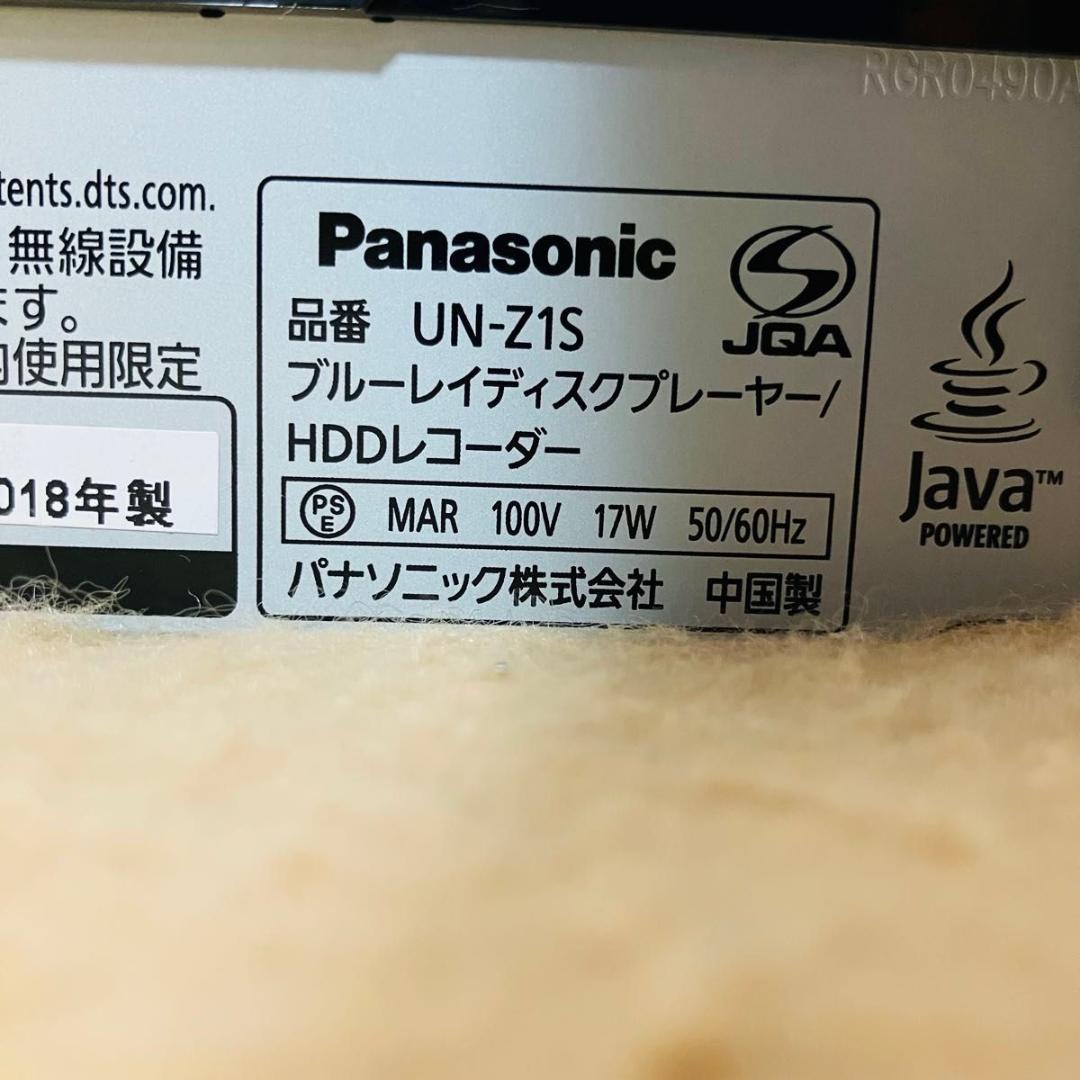 RGR0490A
tents.dts.com.
無線設備
ます。
内使用限定
018年製
Panasonic
JQA
品番 UN-Z1S
ブルーレイディスクプレーヤー/
HDDレコーダー
PSE MAR 100V 17W 50/60Hz
パナソニック株式会社 中国製
Java™
POWERED